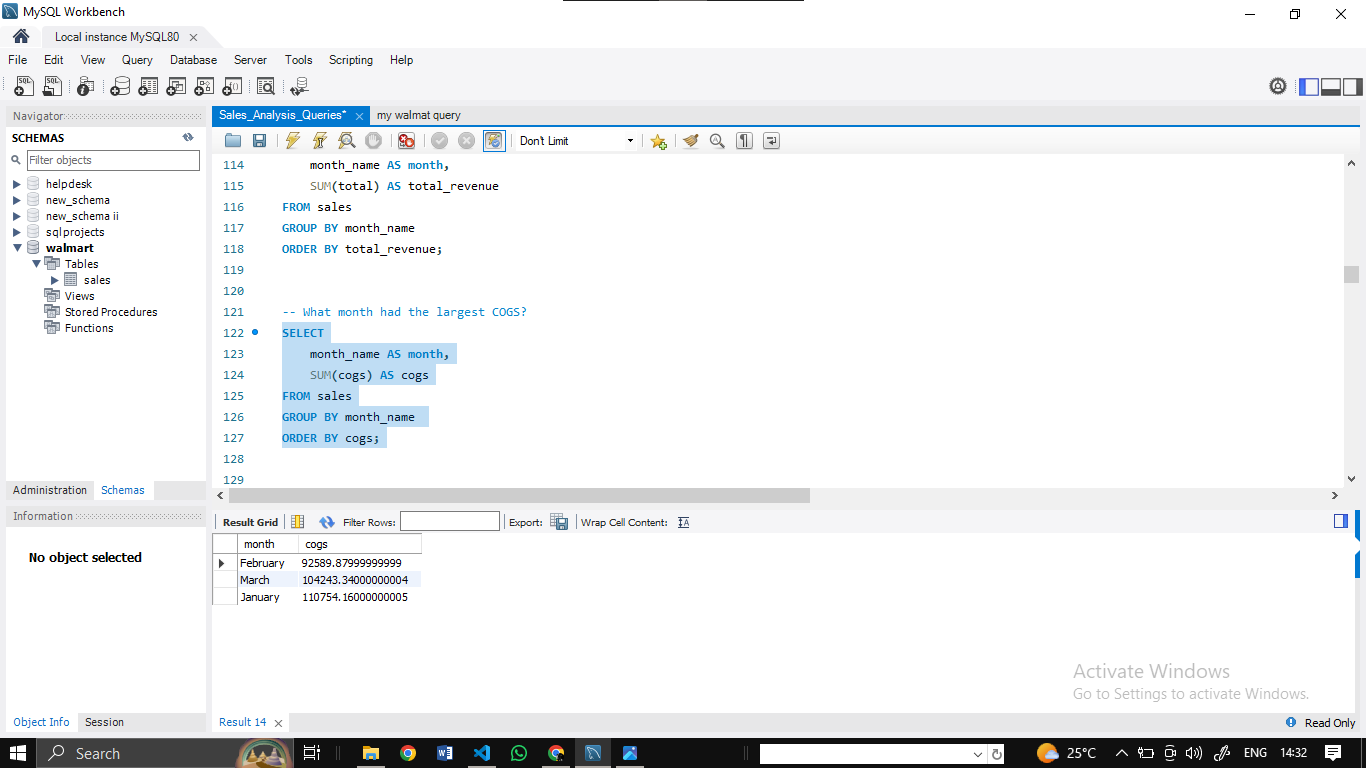 MySQL Workbench
Local instance MySQL80
File Edit View Query Database Server Tools Scripting Help
Navigator
SCHEMAS
Filter objects
helpdesk
new_schema
new_schema ii
sql projects
walmart
Tables
sales
Views
Stored Procedures
Functions
Administration Schemas
Information
No object selected
Object Info Session
Sales_Analysis_Queries* my walmat query
Don't Limit
114 month_name AS month,
115 SUM(total) AS total_revenue
116 FROM sales
117 GROUP BY month_name
118 ORDER BY total_revenue;
119
120
121 -- What month had the largest COGS?
122 SELECT
123 month_name AS month,
124 SUM(cogs) AS cogs
125 FROM sales
126 GROUP BY month_name
127 ORDER BY cogs;
128
129
Result Grid Filter Rows: Export: Wrap Cell Content:
month cogs
February 92589.87999999999
March 104243.34000000004
January 110754.16000000005
Activate Windows
Go to Settings to activate Windows.
Result 14 Read Only
Search 25°C ENG 14:32